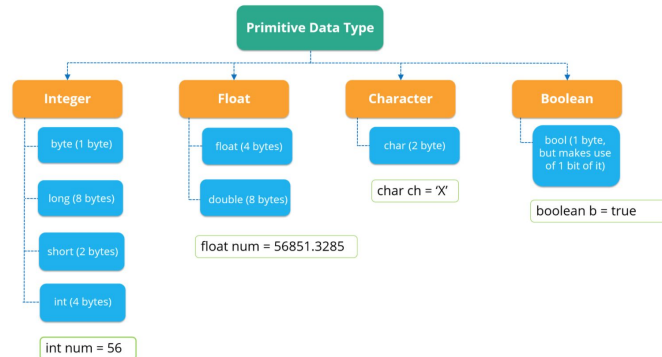 Primitive Data Type
Integer
Float
Character
Boolean
byte (1 byte)
long (8 bytes)
short (2 bytes)
int (4 bytes)
int num = 56
float (4 bytes)
double (8 bytes)
float num = 56851.3285
char (2 byte)
char ch = ‘X’
bool (1 byte,
but makes use
of 1 bit of it)
boolean b = true